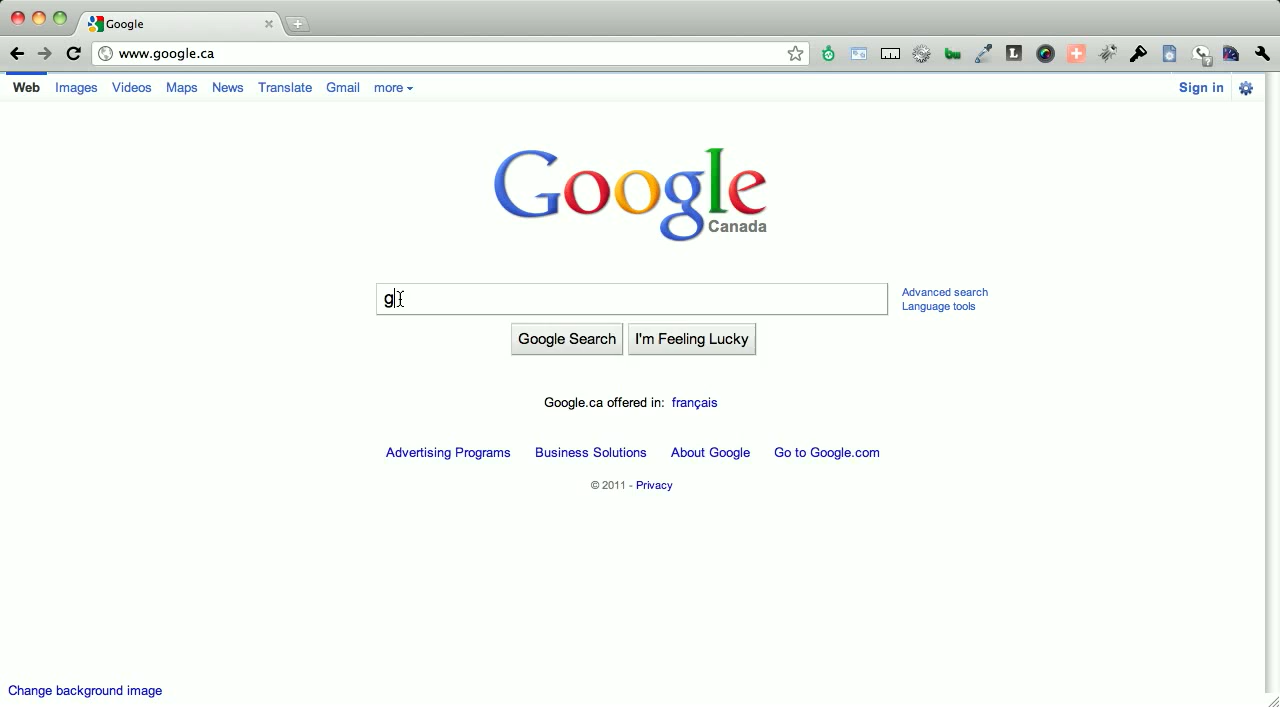 Google
www.google.ca
Web Images Videos Maps News Translate Gmail more Sign in
Google
Canada
g
Advanced search
Language tools
Google Search I'm Feeling Lucky
Google.ca offered in: français
Advertising Programs Business Solutions About Google Go to Google.com
© 2011 - Privacy
Change background image